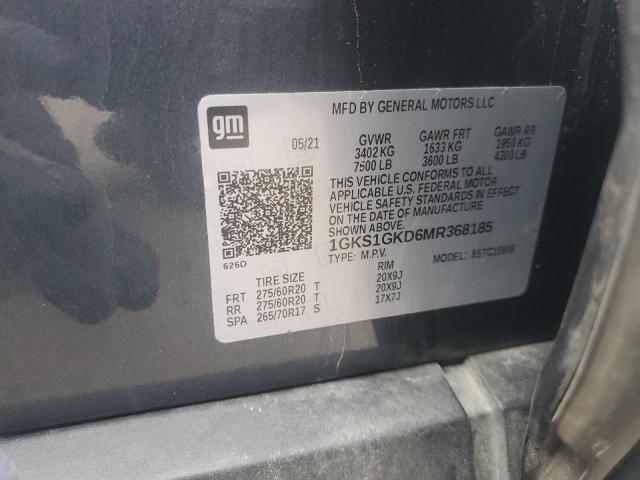 gm
MFD BY GENERAL MOTORS LLC
05/21 GVWR GAWR FRT GAWR RR
3402 KG 1633 KG 1950 KG
7500 LB 3600 LB 4300 LB
THIS VEHICLE CONFORMS TO ALL
APPLICABLE U.S. FEDERAL MOTOR
VEHICLE SAFETY STANDARDS IN EFFECT
ON THE DATE OF MANUFACTURE
1GKS1GKD6MR368185
TYPE: M.P.V. MODEL:
626D
TIRE SIZE RIM
FRT 275/60R20 T 20X9J
RR 275/60R20 T 20X9J
SPA 265/70R17 S 17X7J